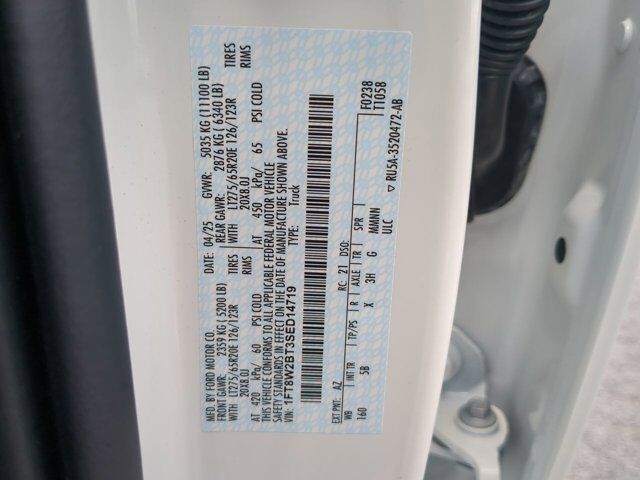 MFD. BY FORD MOTOR CO. DATE: 04/25 GVWR: 5035 KG (11100 LB)
FRONT GAWR: 2359 KG (5200 LB) REAR GAWR: 2876 KG (6340 LB)
WITH LT275/65R20E 126/123R TIRES WITH LT275/65R20E 126/123R TIRES
20X8.0J RIMS 20X8.0J RIMS
AT 420 kPa/ 60 PSI COLD AT 450 kPa/ 65 PSI COLD
THIS VEHICLE CONFORMS TO ALL APPLICABLE FEDERAL MOTOR VEHICLE
SAFETY STANDARDS IN EFFECT ON THE DATE OF MANUFACTURE SHOWN ABOVE.
VIN: 1FT8W2BT3SED14719 TYPE: Truck
F0238
EXT PNT: AZ RC: 21 DSO: TT058
WB INT TR TP/PS R AXLE TR SPR
160 5B X 3H G MMMNN
ULC ▽ RU5A-3520472-AB